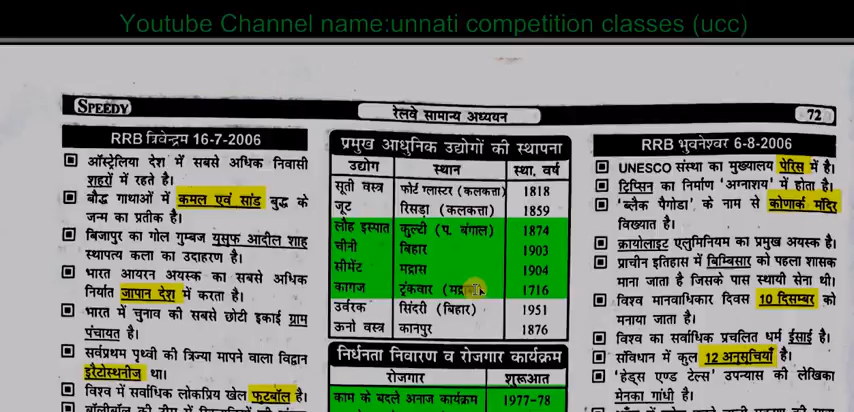 Youtube Channel name:unnati competition classes (ucc)
SPEEDY
रेलवे सामान्य अध्ययन
72
RRB त्रिवेन्द्रम 16-7-2006
ऑस्ट्रेलिया देश में सबसे अधिक निवासी
शहरों में रहते है।
बौद्ध गाथाओं में कमल एवं सांड बुद्ध के
जन्म का प्रतीक है।
बिजापुर का गोल गुम्बज युसुफ आदील शाह
स्थापत्य कला का उदाहरण है।
भारत आयरन अयस्क का सबसे अधिक
निर्यात जापान देश में करता है।
भारत में चुनाव की सबसे छोटी इकाई ग्राम
पंचायत है।
सर्वप्रथम पृथ्वी की त्रिज्या मापने वाला विद्वान
इरैटोस्थनीज था।
विश्व में सर्वाधिक लोकप्रिय खेल फुटबॉल है।
प्रमुख आधुनिक उद्योगों की स्थापना
उद्योग स्थान स्था. वर्ष
सूती वस्त्र फोर्ट ग्लास्टर (कलकत्ता) 1818
जूट रिसड़ा (कलकत्ता) 1859
लौह इस्पात कुल्टी (प. बंगाल) 1874
चीनी बिहार 1903
सीमेंट मद्रास 1904
कागज ट्रंकवार 1716
उर्वरक सिंदरी (बिहार) 1951
ऊनी वस्त्र कानपुर 1876
निर्धनता निवारण व रोजगार कार्यक्रम
रोजगार शुरूआत
काम के बदले अनाज कार्यक्रम 1977-78
RRB भुवनेश्वर 6-8-2006
UNESCO संस्था का मुख्यालय पेरिस में है।
ट्रिप्सिन का निर्माण 'अग्नाशय' में होता है।
'ब्लैक पैगोडा' के नाम से कोणार्क मंदिर
विख्यात है।
क्रायोलाइट एलुमिनियम का प्रमुख अयस्क है।
प्राचीन इतिहास में बिम्बिसार को पहला शासक
माना जाता है जिसके पास स्थायी सेना थी।
विश्व मानवाधिकार दिवस 10 दिसम्बर को
मनाया जाता है।
विश्व का सर्वाधिक प्रचलित धर्म ईसाई है।
संविधान में कुल 12 अनुसूचियाँ है।
'हेड्स एण्ड टेल्स' उपन्यास की लेखिका
मेनका गांधी है।